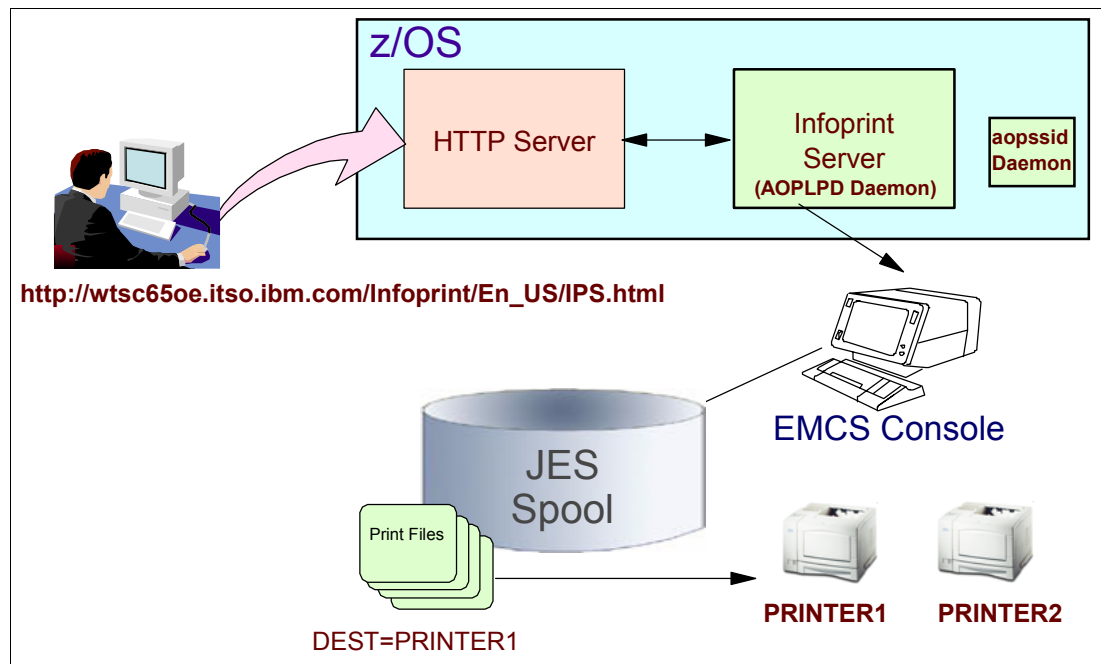 z/OS
HTTP Server
Infoprint
Server
(AOPLPD Daemon)
aopssid
Daemon
http://wtsc65oe.itso.ibm.com/Infoprint/En_US/IPS.html
EMCS Console
JES
Spool
Print Files
DEST=PRINTER1
PRINTER1
PRINTER2